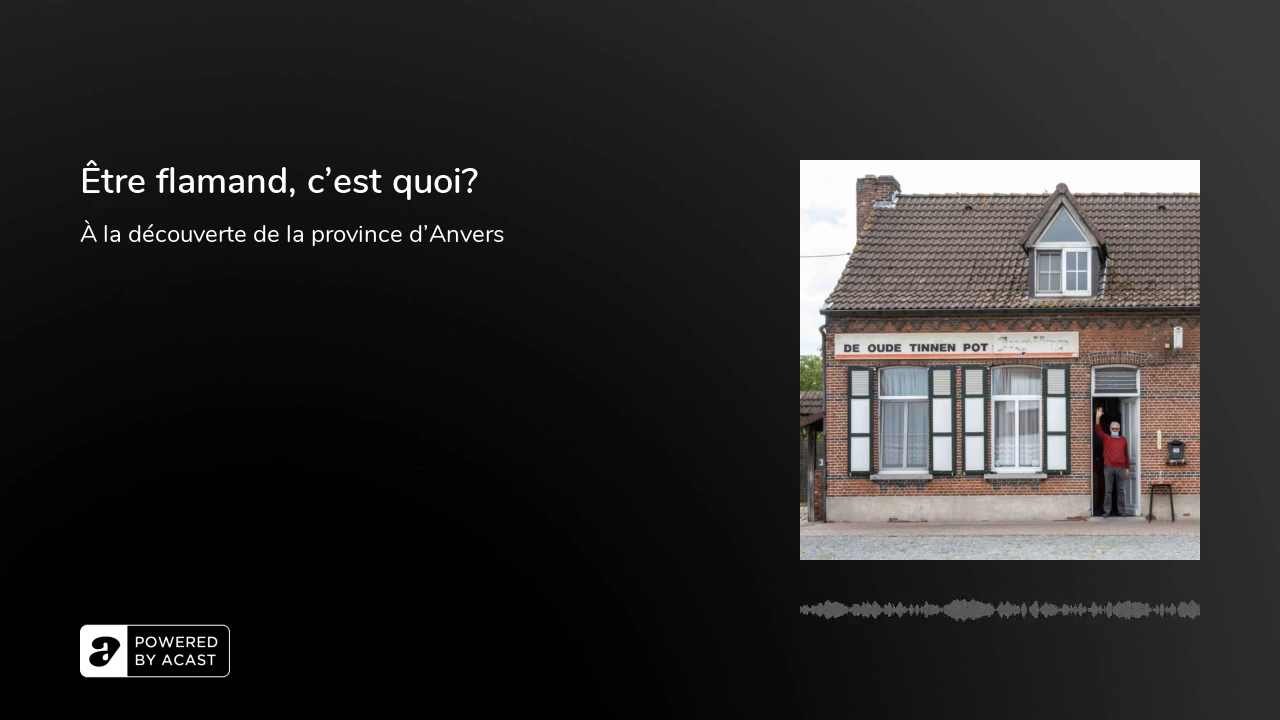 Être flamand, c’est quoi?
À la découverte de la province d’Anvers
DE OUDE TINNEN POT
POWERED
BY ACAST